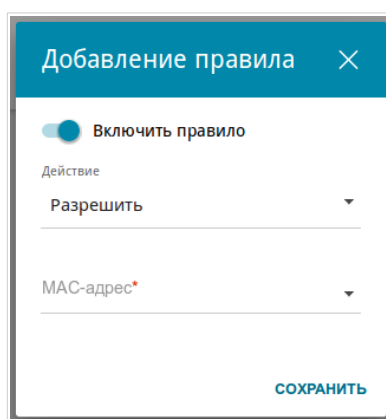 Добавление правила
Включить правило
Действие
Разрешить
MAC-адрес*
СОХРАНИТЬ